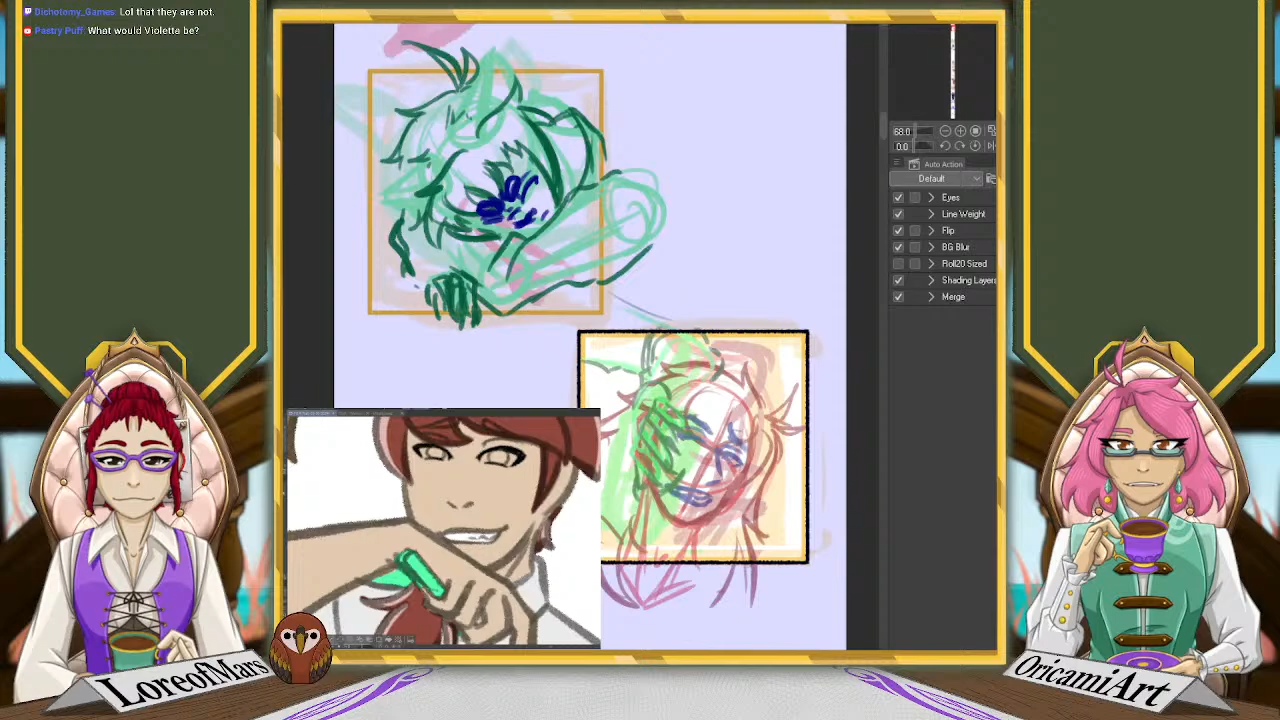 Dichotomy_Games: Lol that they are not.
Pastry Puff: What would Violette be?
68.0
0.0
Auto Action
Default
Eyes
Line Weight
Flip
BG Blur
Roll20 Sized
Shading Layers
Merge
LoreofMars
OricamiArt